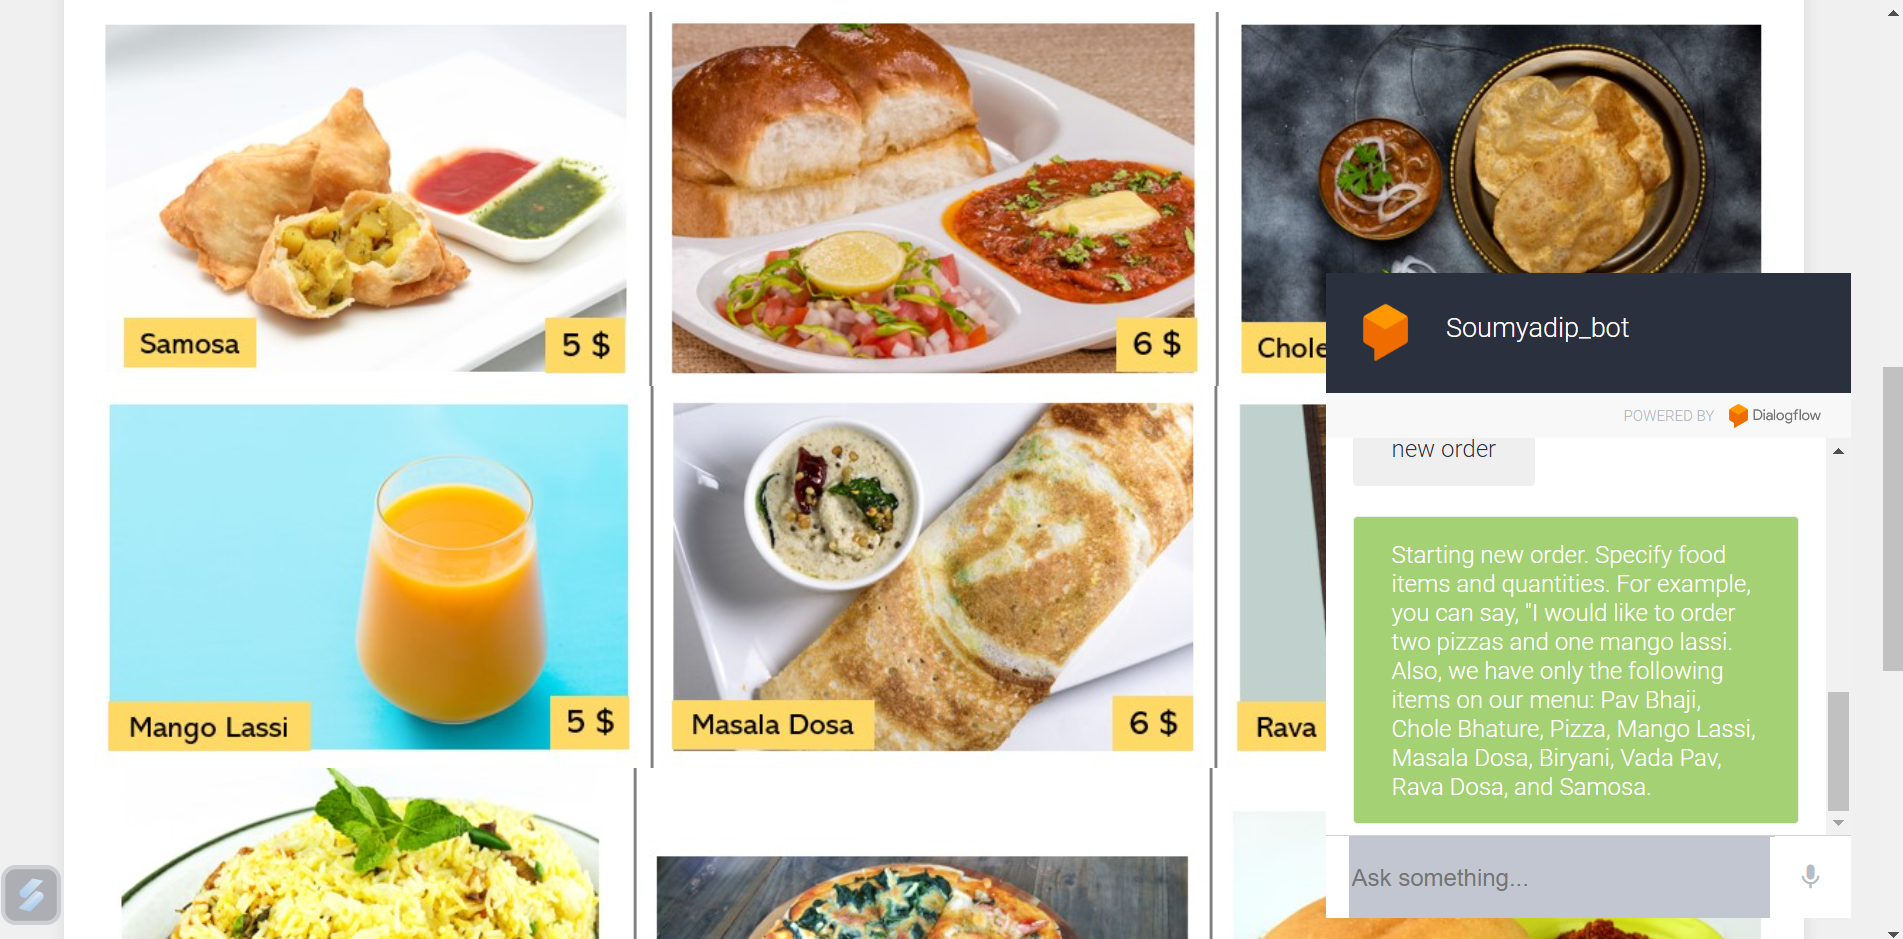 Samosa
5 $
6 $
Chole
Mango Lassi
5 $
Masala Dosa
6 $
Rava
Soumyadip_bot
POWERED BY Dialogflow
new order
Starting new order. Specify food
items and quantities. For example,
you can say, "I would like to order
two pizzas and one mango lassi.
Also, we have only the following
items on our menu: Pav Bhaji,
Chole Bhature, Pizza, Mango Lassi,
Masala Dosa, Biryani, Vada Pav,
Rava Dosa, and Samosa.
Ask something...